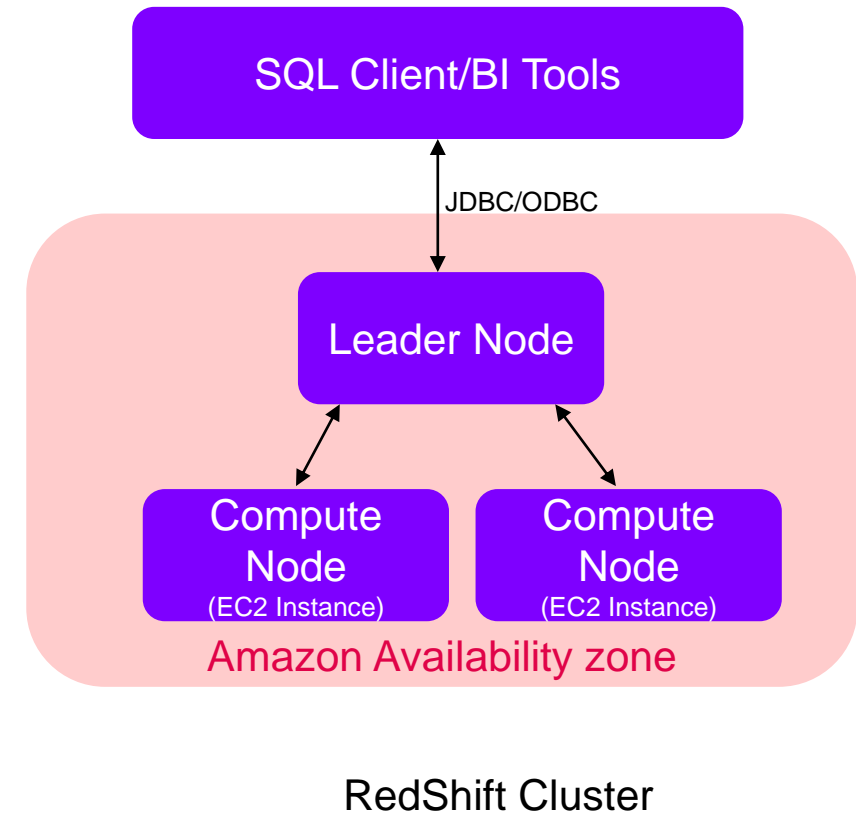 SQL Client/BI Tools
JDBC/ODBC
Leader Node
Compute
Node
(EC2 Instance)
Compute
Node
(EC2 Instance)
Amazon Availability zone
RedShift Cluster